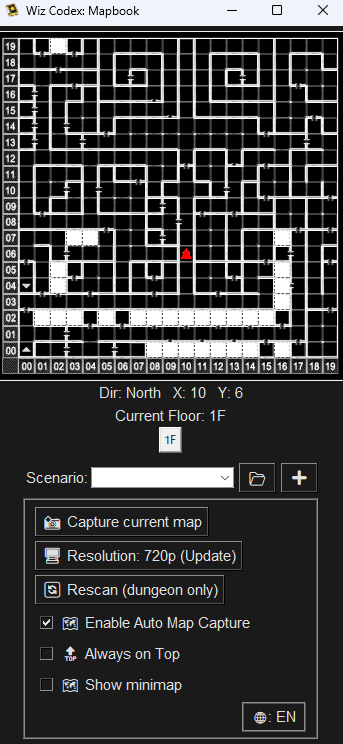 Wiz Codex: Mapbook
19
18
17
16
15
14
13
12
11
10
09
08
07
06
05
04
03
02
01
00
00 01 02 03 04 05 06 07 08 09 10 11 12 13 14 15 16 17 18 19
Dir: North X: 10 Y: 6
Current Floor: 1F
1F
Scenario:
Capture current map
Resolution: 720p (Update)
Rescan (dungeon only)
Enable Auto Map Capture
TOP Always on Top
Show minimap
: EN